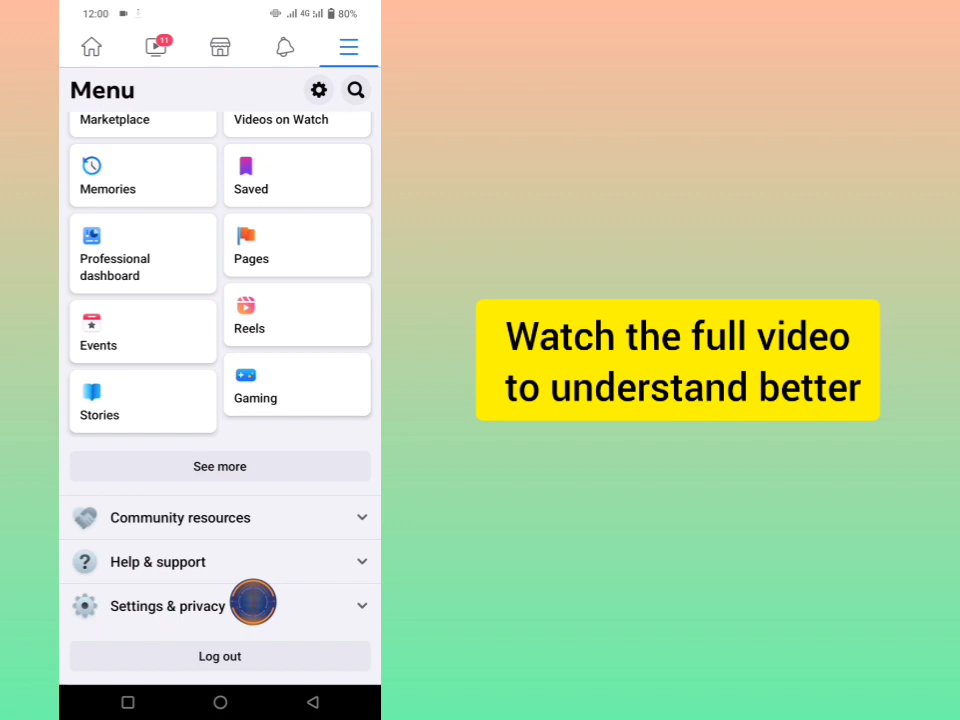 12:00
4G
80%
11
Menu
Marketplace
Videos on Watch
Memories
Saved
Professional
dashboard
Pages
Events
Reels
Stories
Gaming
See more
Community resources
Help & support
Settings & privacy
Log out
Watch the full video
to understand better